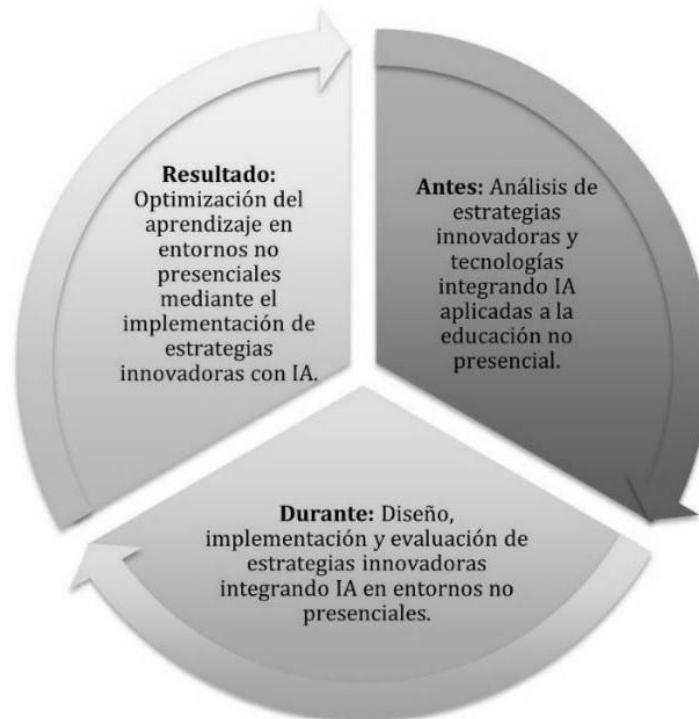 Resultado:
Optimización del
aprendizaje en
entornos no
presenciales
mediante el
implementación de
estrategias
innovadoras con IA.
Antes: Análisis de
estrategias
innovadoras y
tecnologías
integrando IA
aplicadas a la
educación no
presencial.
Durante: Diseño,
implementación y evaluación de
estrategias innovadoras
integrando IA en entornos no
presenciales.